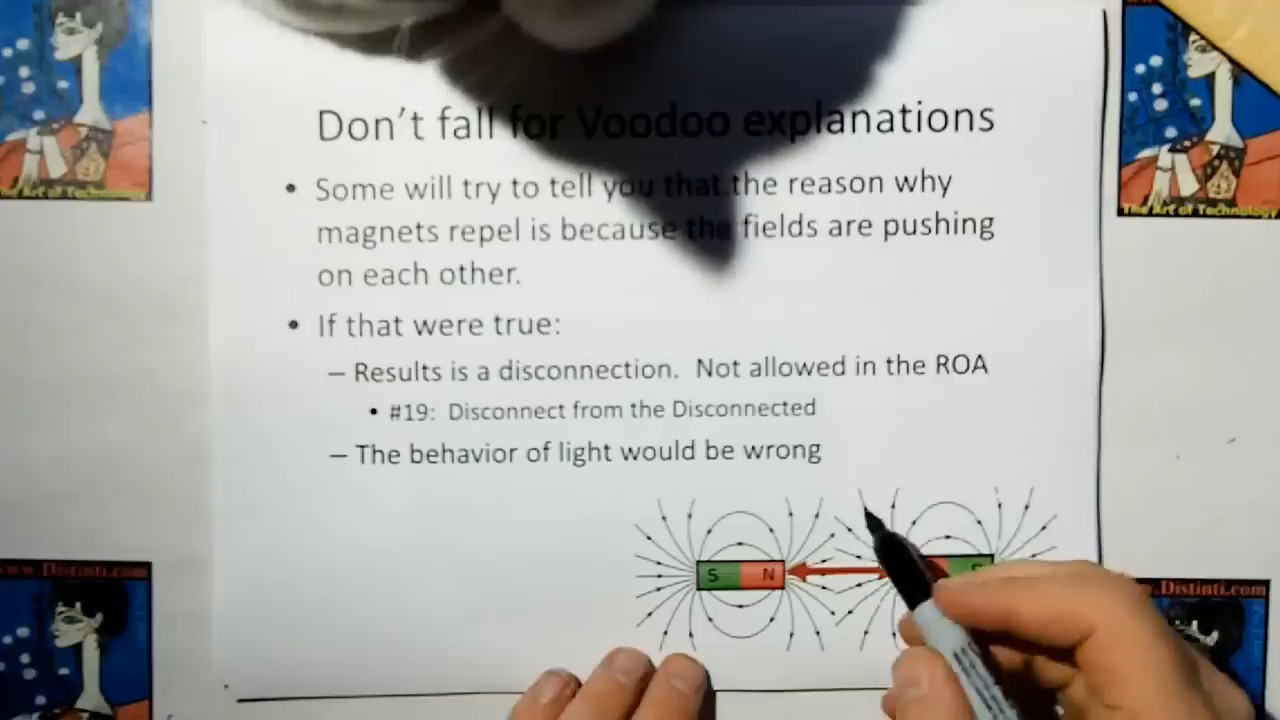 Don't fall for Voodoo explanations
• Some will try to tell you that the reason why
magnets repel is because the fields are pushing
on each other.
• If that were true:
– Results is a disconnection.  Not allowed in the ROA
• #19:  Disconnect from the Disconnected
– The behavior of light would be wrong
S N
S
The Art of Technology
The Art of Technology
www.Distinti.com
.Distinti.com